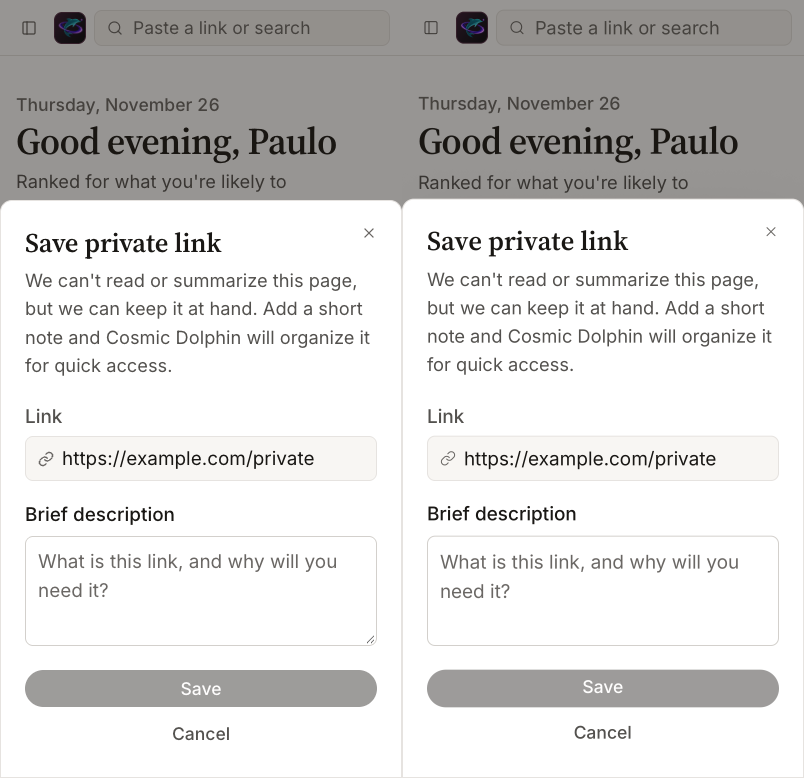 Paste a link or search
Thursday, November 26
Good evening, Paulo
Ranked for what you're likely to
Save private link
We can't read or summarize this page,
but we can keep it at hand. Add a short
note and Cosmic Dolphin will organize it
for quick access.
Link
https://example.com/private
Brief description
What is this link, and why will you
need it?
Save
Cancel
Paste a link or search
Thursday, November 26
Good evening, Paulo
Ranked for what you're likely to
Save private link
We can't read or summarize this page,
but we can keep it at hand. Add a short
note and Cosmic Dolphin will organize it
for quick access.
Link
https://example.com/private
Brief description
What is this link, and why will you
need it?
Save
Cancel